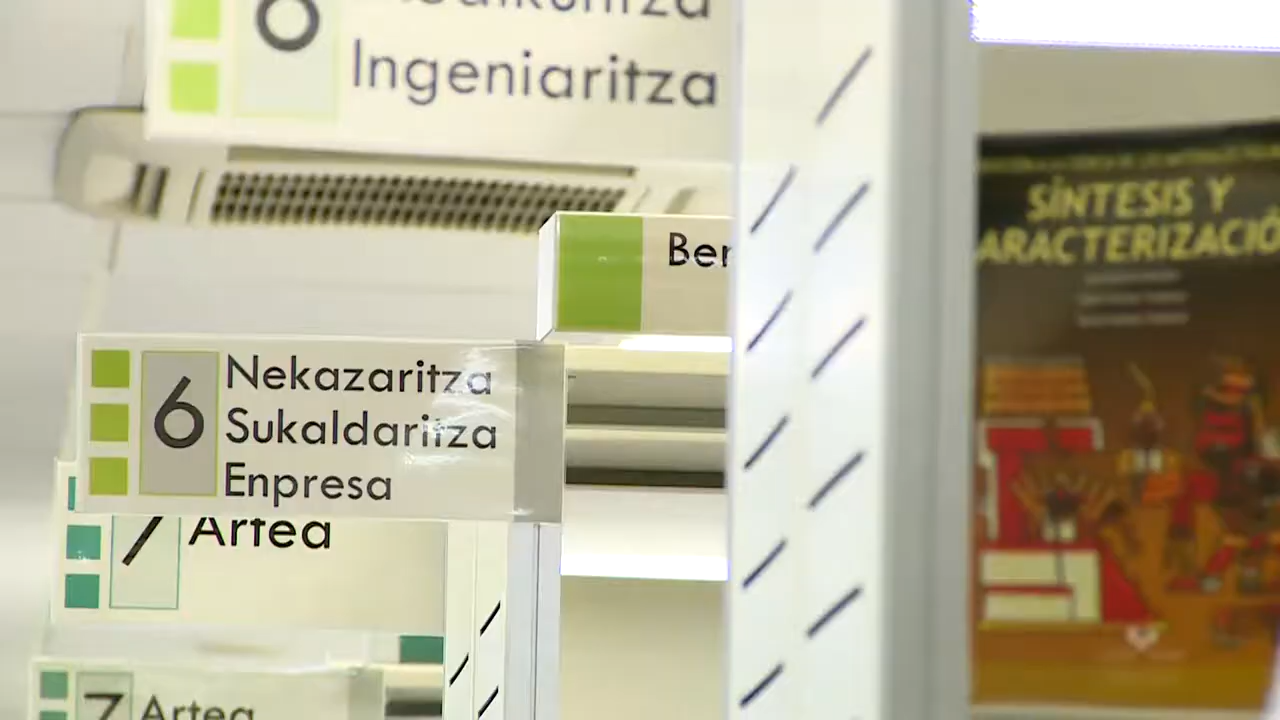 6
Ingeniaritza
Ber
6
Nekazaritza
Sukaldaritza
Enpresa
7 Artea
7 Artea
SÍNTESIS Y
ARACTERIZACIÓ